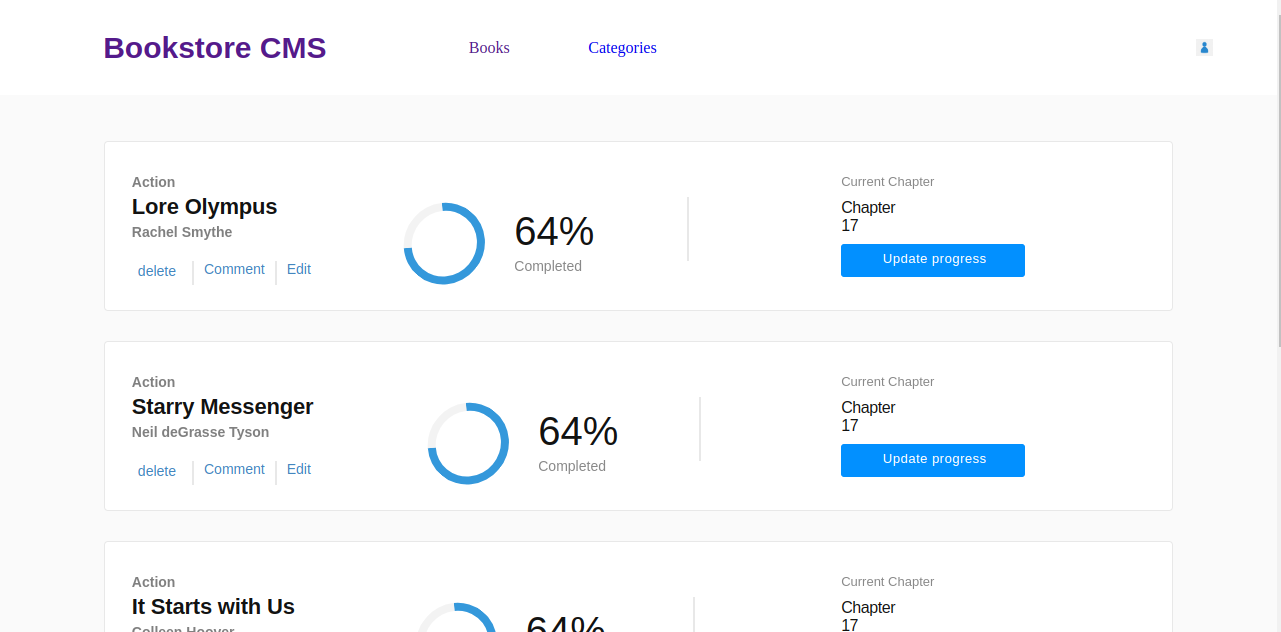 Bookstore CMS
Books
Categories
Action
Lore Olympus
Rachel Smythe
delete
Comment
Edit
64%
Completed
Current Chapter
Chapter
17
Update progress
Action
Starry Messenger
Neil deGrasse Tyson
delete
Comment
Edit
64%
Completed
Current Chapter
Chapter
17
Update progress
Action
It Starts with Us
Colleen Hoover
64%
Current Chapter
Chapter
17